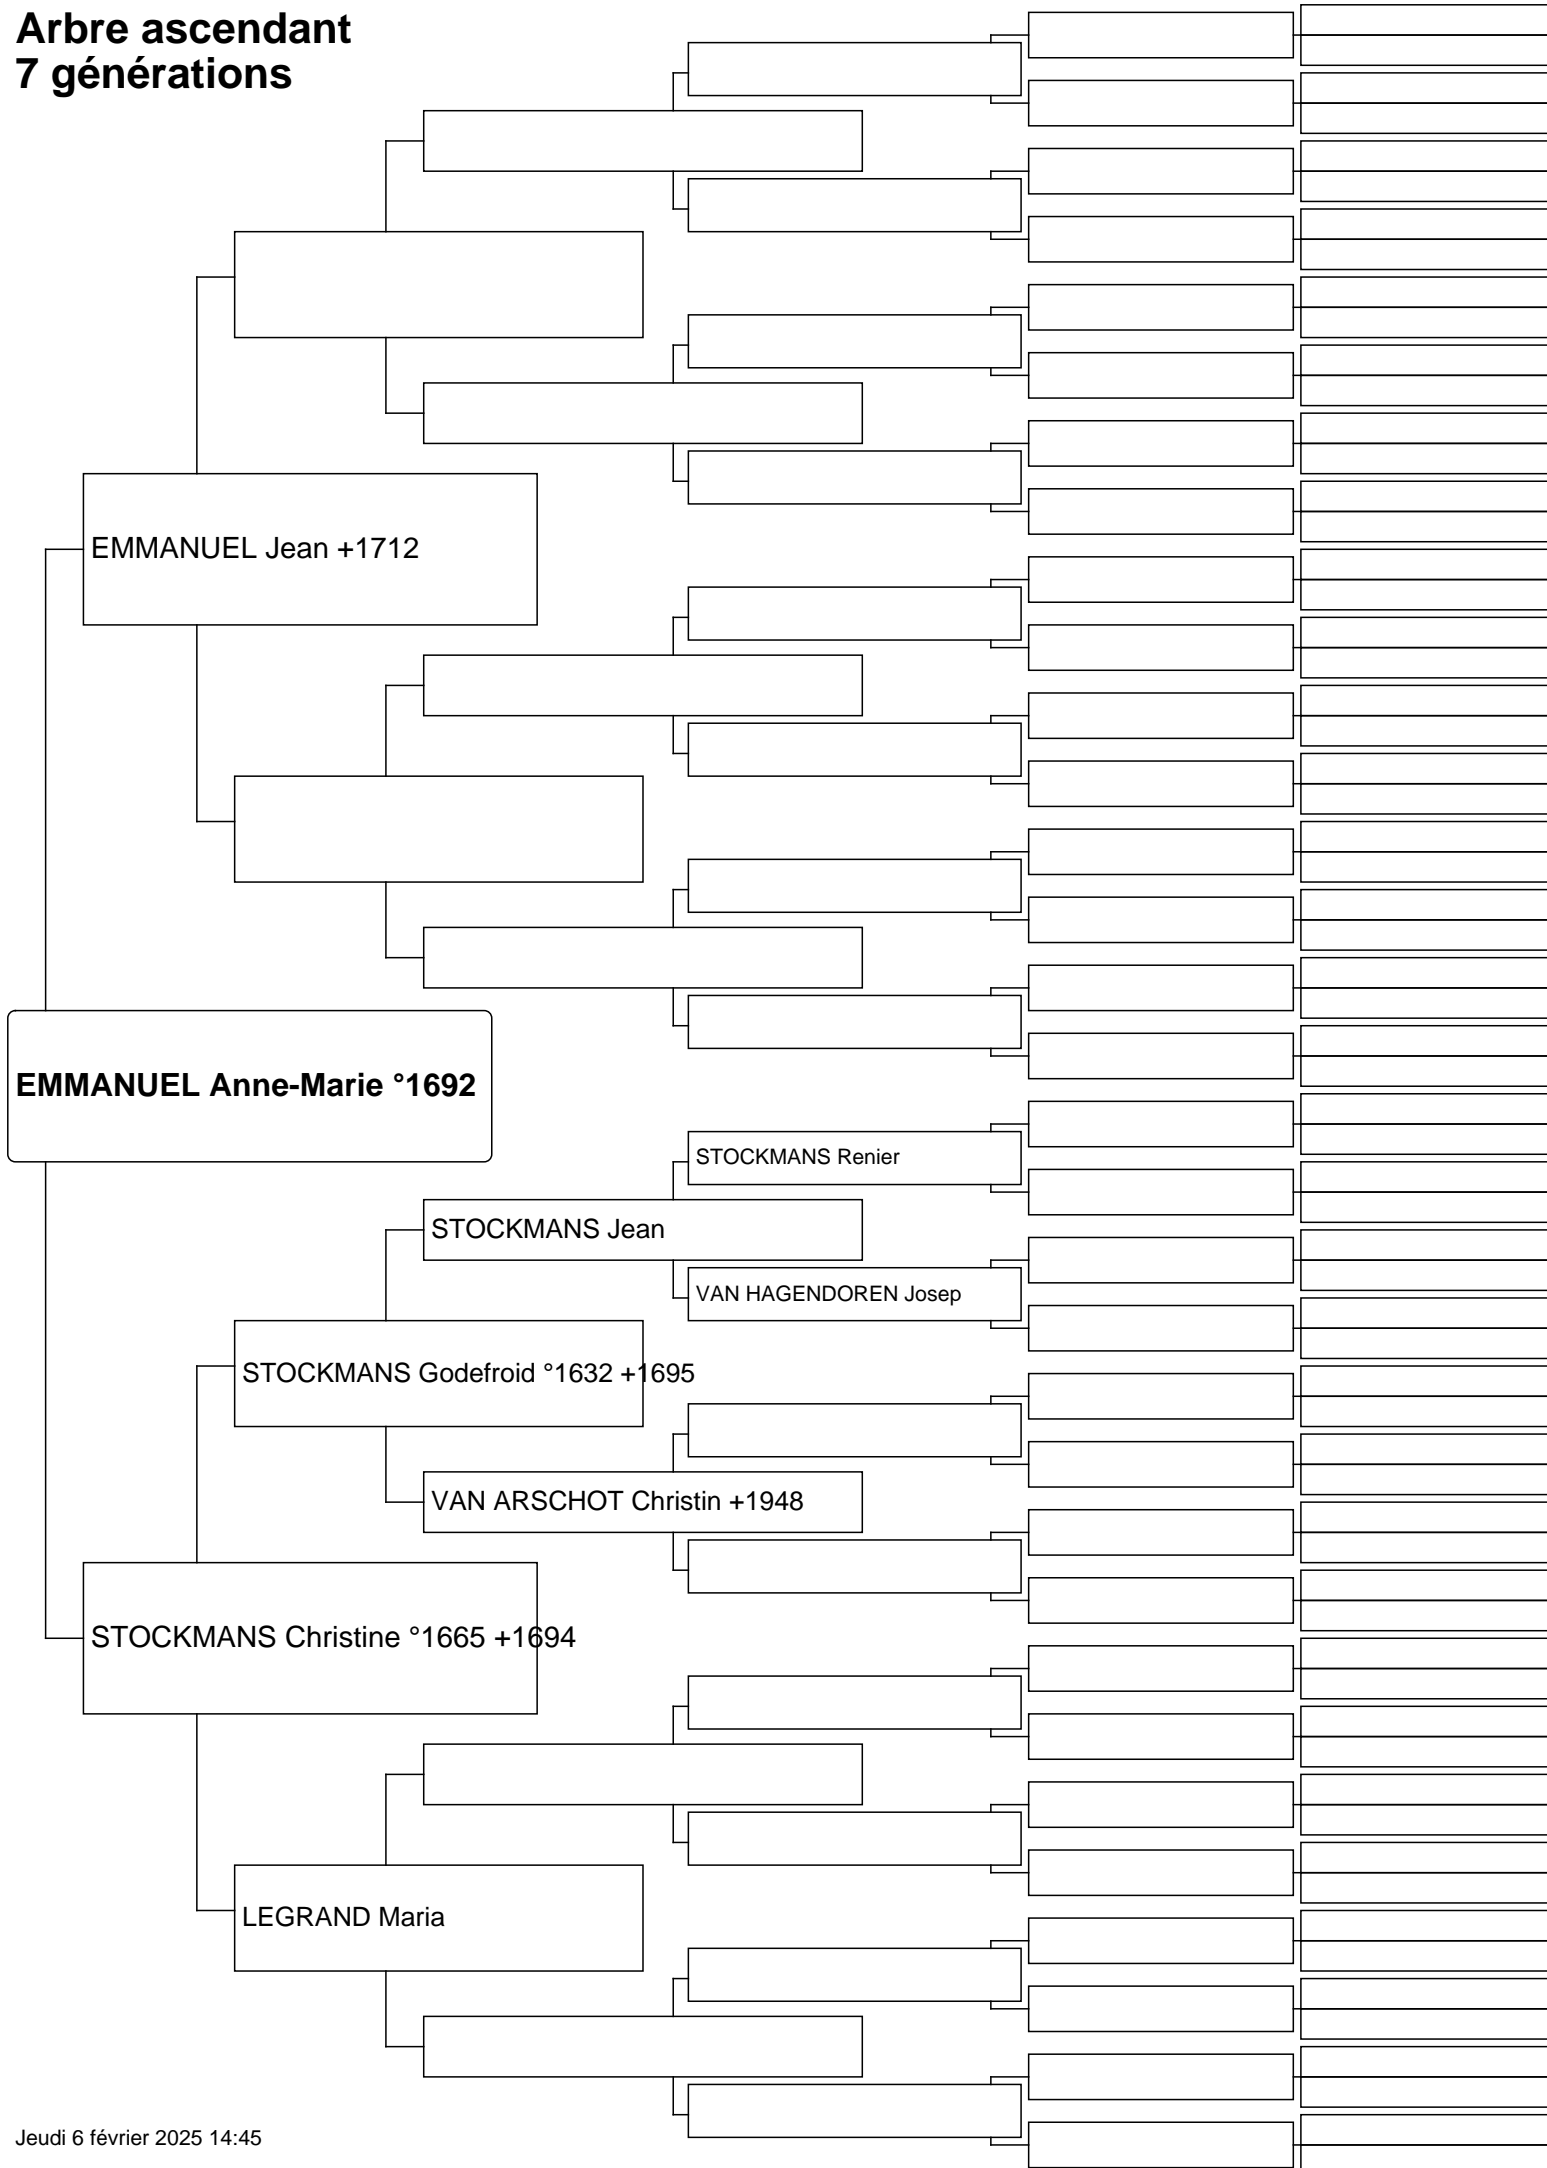 Arbre ascendant
7 générations
EMMANUEL Jean +1712
EMMANUEL Anne-Marie °1692
STOCKMANS Renier
STOCKMANS Jean
VAN HAGENDOREN Josep
STOCKMANS Godefroid °1632 +1695
VAN ARSCHOT Christin +1948
STOCKMANS Christine °1665 +1694
LEGRAND Maria
Jeudi 6 février 2025 14:45